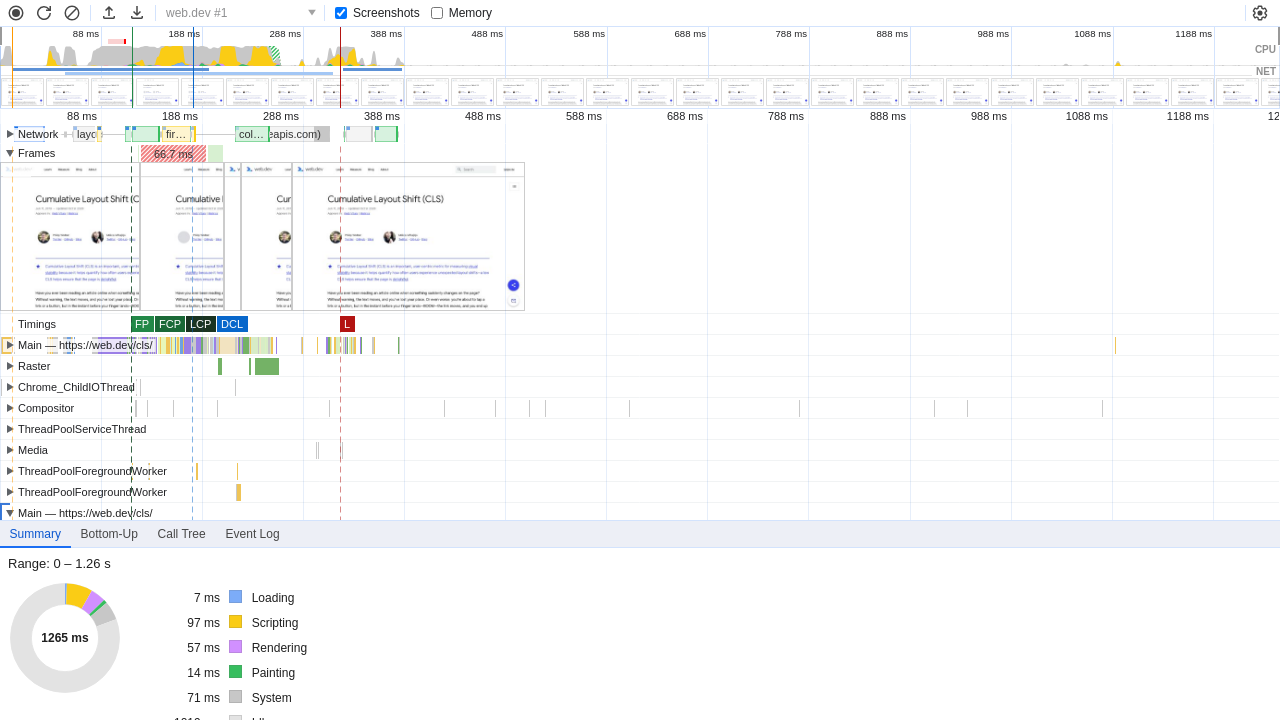 web.dev #1 Screenshots Memory
88 ms 188 ms 288 ms 388 ms 488 ms 588 ms 688 ms 788 ms 888 ms 988 ms 1088 ms 1188 ms
CPU
NET
88 ms 188 ms 288 ms 388 ms 488 ms 588 ms 688 ms 788 ms 888 ms 988 ms 1088 ms 1188 ms 12
Network layc fir… col… eapis.com)
Frames 66.7 ms
Cumulative Layout Shift (C Cumulative Cur Cumulative Layout Shift (CLS)
Timings FP FCP LCP DCL L
Main — https://web.dev/cls/
Raster
Chrome_ChildIOThread
Compositor
ThreadPoolServiceThread
Media
ThreadPoolForegroundWorker
ThreadPoolForegroundWorker
Main — https://web.dev/cls/
Summary Bottom-Up Call Tree Event Log
Range: 0 – 1.26 s
1265 ms
7 ms Loading
97 ms Scripting
57 ms Rendering
14 ms Painting
71 ms System